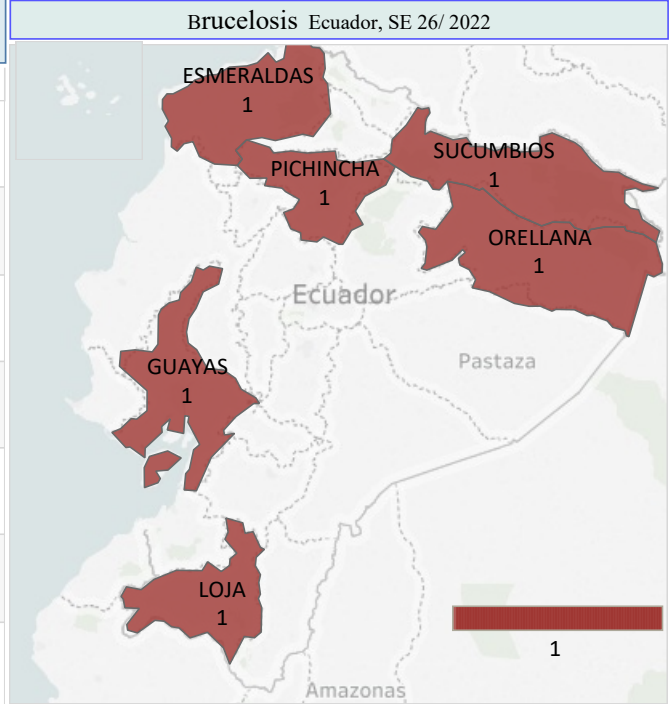 Brucelosis Ecuador, SE 26/ 2022
ESMERALDAS
1
SUCUMBIOS
1
PICHINCHA
1
ORELLANA
1
Ecuador
Pastaza
GUAYAS
1
LOJA
1
1
Amazonas